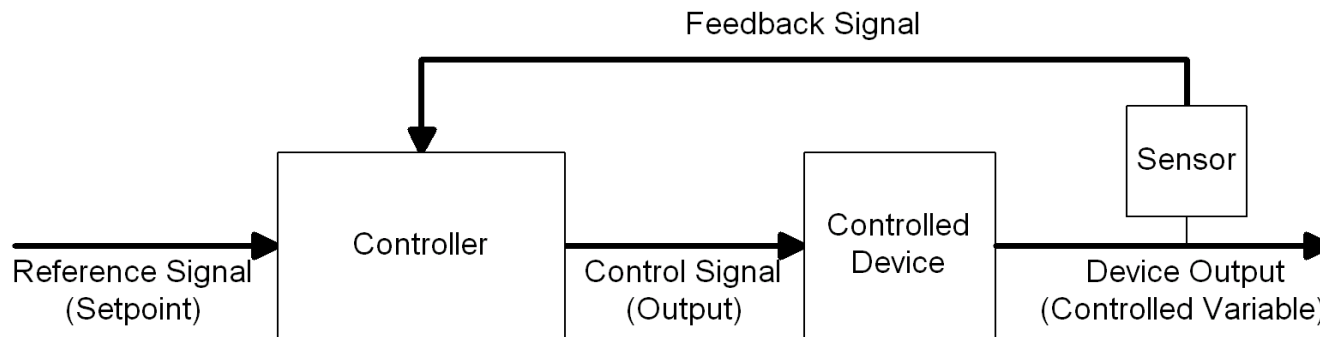 Feedback Signal
Sensor
Controller
Controlled
Device
Reference Signal
(Setpoint)
Control Signal
(Output)
Device Output
(Controlled Variable)